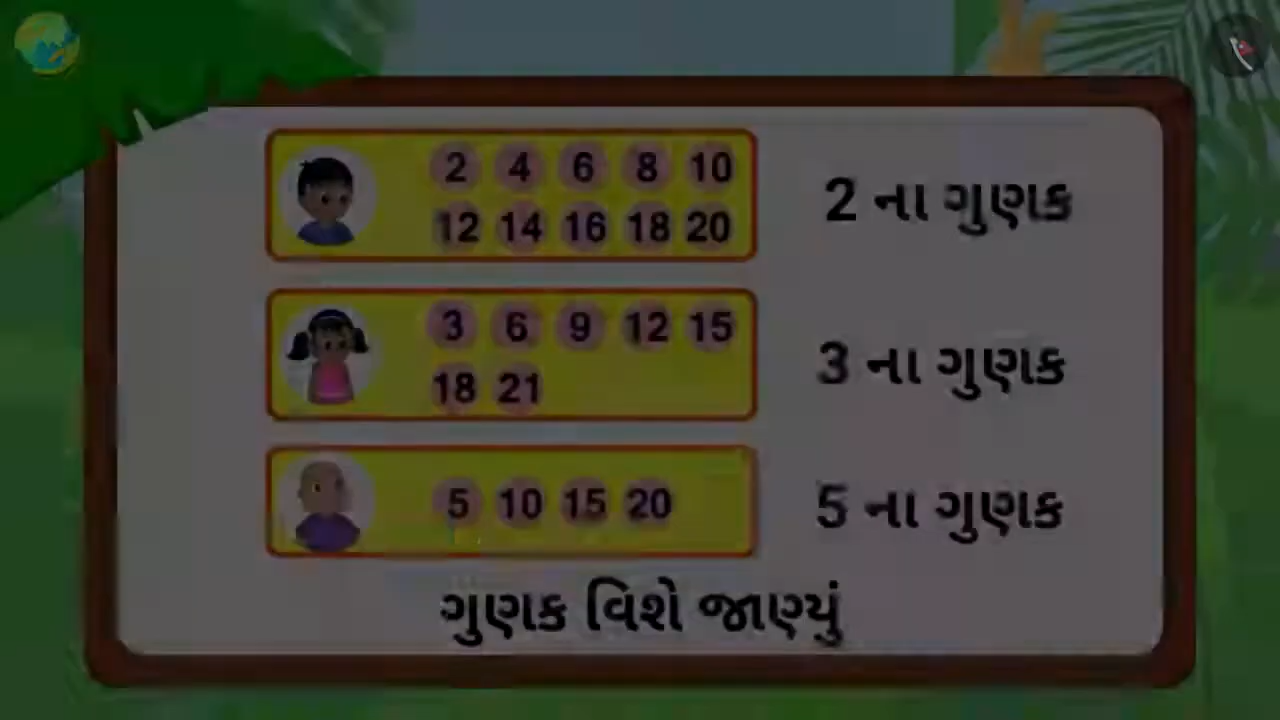 2 4 6 8 10
12 14 16 18 20
2 ના ગુણક
3 6 9 12 15
18 21
3 ના ગુણક
5 10 15 20
5 ના ગુણક
ગુણક વિશે જાણ્યું